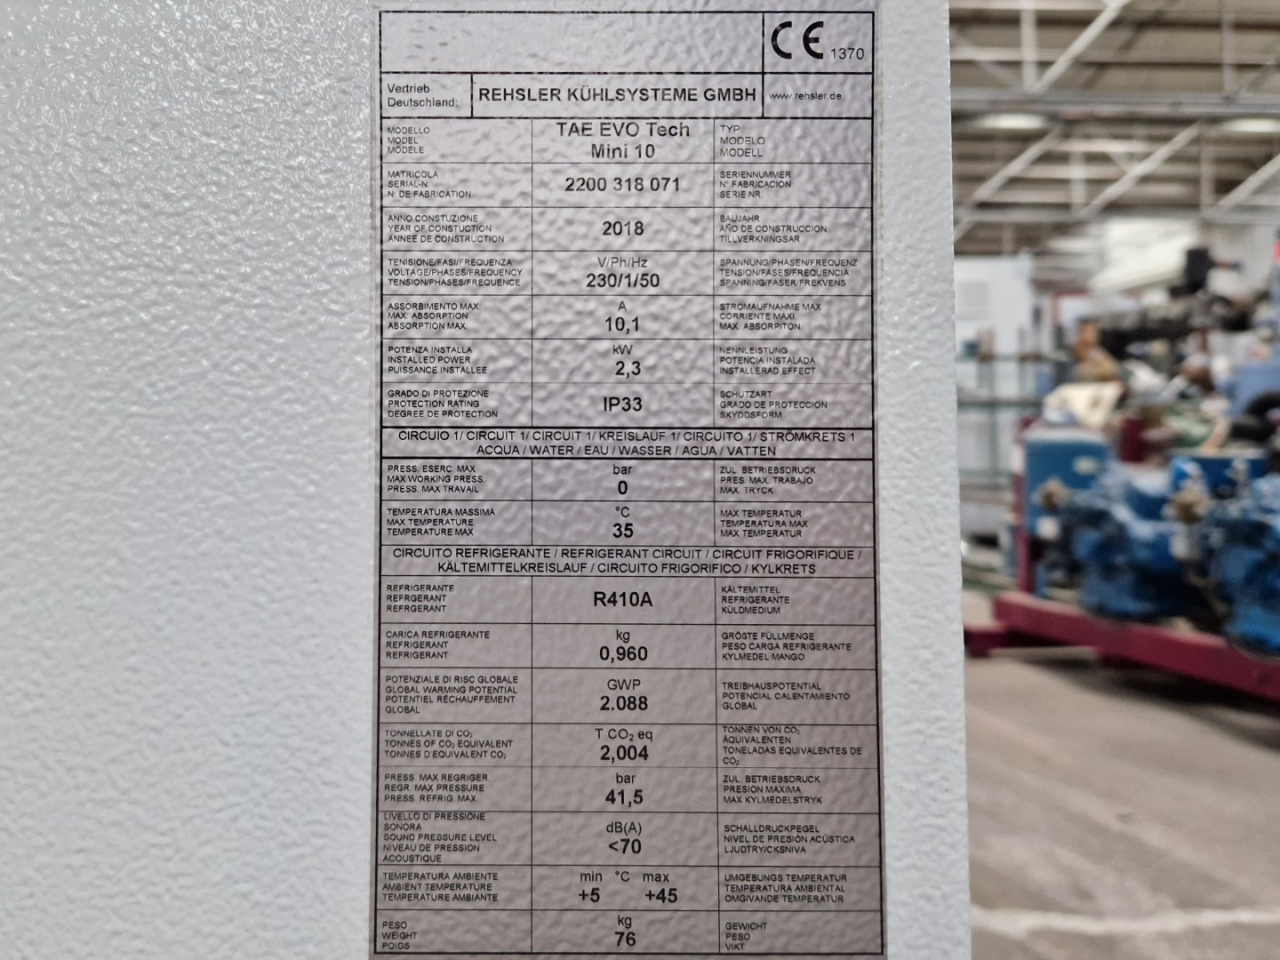 CE 1370
Vertrieb
Deutschland:
REHSLER KÜHLSYSTEME GMBH
www.rehsler.de
MODELLO
MODEL
MODÈLE
TAE EVO Tech
Mini 10
TYP
MODELO
MODELL
MATRICOLA
SERIAL-N
N' DE FABRICATION
2200 318 071
SERIENNUMMER
N° FABRICACION
SERIE NR.
ANNO CONSTUZIONE
YEAR OF CONSTUCTION
ANNEE DE CONSTRUCTION
2018
BAUJAHR
AÑO DE CONSTRUCCION
TILLVERKNINGSAR
TENISIONE/FASI/FREQUENZA
VOLTAGE/PHASES/FREQUENCY
TENSION/PHASES/FREQUENCE
V/Ph/Hz
230/1/50
SPANNUNG/PHASEN/FREQUENZ
TENSION/FASES/FREQUENCIA
SPANNING/FASER/FREKVENS
ASSORBIMENTO MAX.
MAX. ABSORPTION
ABSORPTION MAX.
A
10,1
STROMAUFNAHME MAX
CORRIENTE MAXI.
MAX. ABSORPITON
POTENZA INSTALLA
INSTALLED POWER
PUISSANCE INSTALLEE
kW
2,3
NENNLEISTUNG
POTENCIA INSTALADA
INSTALLERAD EFFECT
GRADO DI PROTEZIONE
PROTECTION RATING
DEGREE DE PROTECTION
IP33
SCHUTZART
GRADO DE PROTECCION
SKYDDSFORM
CIRCUIO 1/ CIRCUIT 1/ CIRCUIT 1/ KREISLAUF 1/ CIRCUITO 1/ STRÖMKRETS 1
ACQUA / WATER / EAU / WASSER / AGUA / VATTEN
PRESS. ESERC. MAX
MAX WORKING PRESS.
PRESS. MAX TRAVAIL
bar
0
ZUL. BETRIEBSDRUCK
PRES. MAX. TRABAJO
MAX. TRYCK
TEMPERATURA MASSIMA
MAX TEMPERATURE
TEMPERATURE MAX
°C
35
MAX TEMPERATUR
TEMPERATURA MAX
MAX TEMPERATUR
CIRCUITO REFRIGERANTE / REFRIGERANT CIRCUIT / CIRCUIT FRIGORIFIQUE /
KÄLTEMITTELKREISLAUF / CIRCUITO FRIGORIFICO / KYLKRETS
REFRIGERANTE
REFRGERANT
REFRGERANT
R410A
KÄLTEMITTEL
REFRIGERANTE
KÜLDMEDIUM
CARICA REFRIGERANTE
REFRIGERANT
REFRIGERANT
kg
0,960
GRÖßTE FÜLLMENGE
PESO CARGA REFRIGERANTE
KYLMEDEL MANGO
POTENZIALE DI RISC GLOBALE
GLOBAL WARMING POTENTIAL
POTENTIEL RÉCHAUFFEMENT
GLOBAL
GWP
2.088
TREIBHAUSPOTENTIAL
POTENCIAL CALENTAMIENTO
GLOBAL
TONNELLATE DI CO₂
TONNES OF CO₂ EQUIVALENT
TONNES D'EQUIVALENT CO₂
T CO₂ eq
2,004
TONNEN VON CO₂
ÄQUIVALENTEN
TONELADAS EQUIVALENTES DE
CO₂
PRESS. MAX REGRIGER
REGR. MAX PRESSURE
PRESS. REFRIG. MAX.
bar
41,5
ZUL. BETRIEBSDRUCK
PRESION MAXIMA
MAX KYLMEDELSTRYK
LIVELLO DI PRESSIONE
SONORA
SOUND PRESSURE LEVEL
NIVEAU DE PRESSION
ACOUSTIQUE
dB(A)
<70
SCHALLDRUCKPEGEL
NIVEL DE PRESIÓN ACÚSTICA
LJUDTRY/CKSNIVA
TEMPERATURA AMBIENTE
AMBIENT TEMPERATURE
TEMPERATURE AMBIANTE
min °C max
+5 +45
UMGEBUNGS TEMPERATUR
TEMPERATURA AMBIENTAL
OMGIVANDE TEMPERATUR
PESO
WEIGHT
POIDS
kg
76
GEWICHT
PESO
VIKT